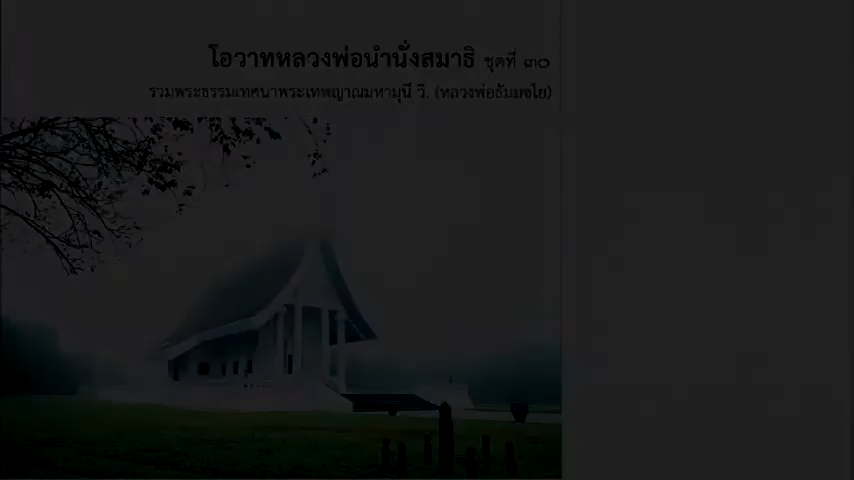 โอวาทหลวงพ่อนำนั่งสมาธิ ชุดที่ ๓๐
รวมพระธรรมเทศนาพระเทพญาณมหามุนี วิ. (หลวงพ่อธัมมชโย)